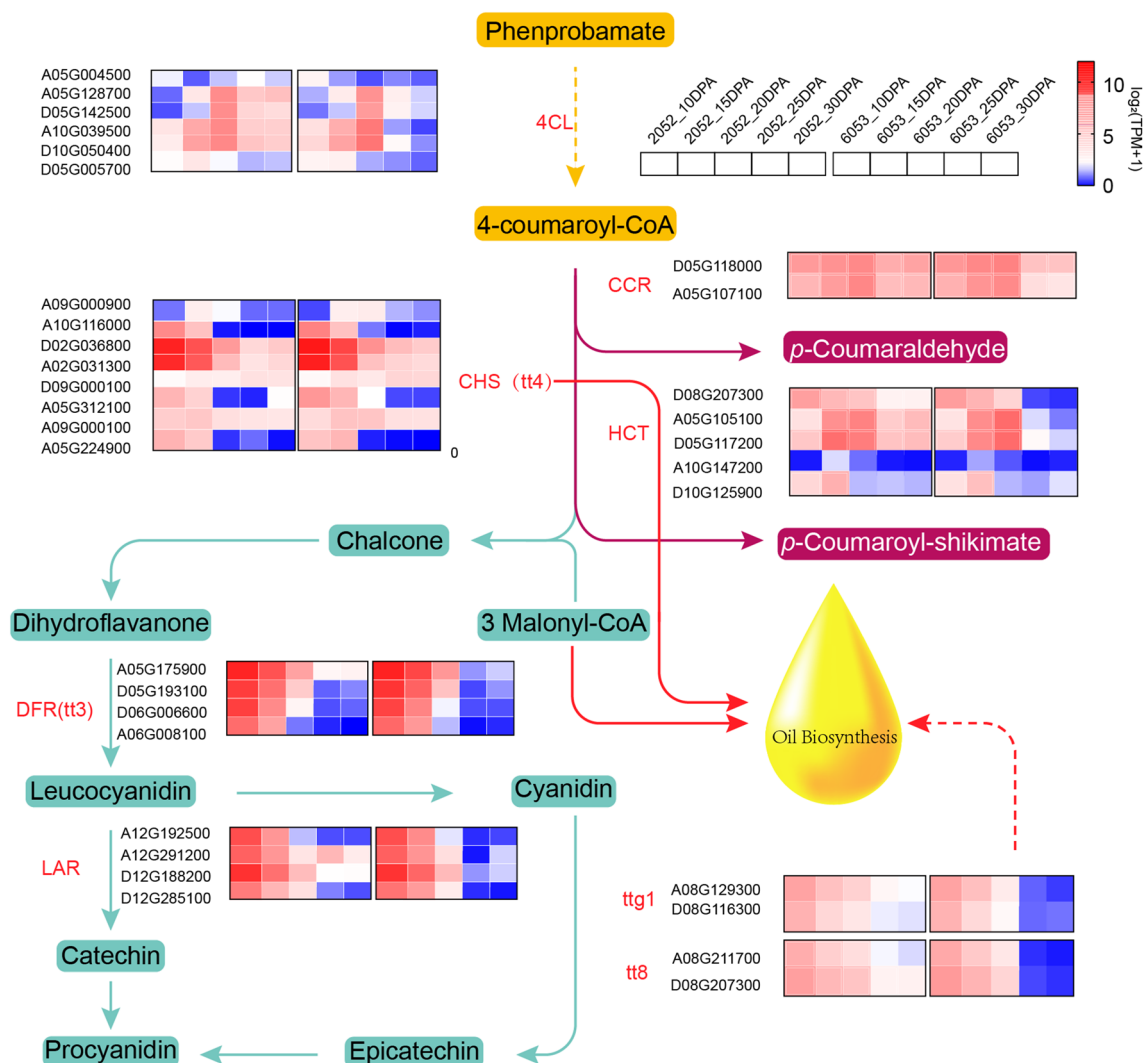 Phenprobamate
A05G004500
A05G128700
D05G142500
A10G039500
D10G050400
D05G005700
4CL
2052_10DPA
2052_15DPA
2052_20DPA
2052_25DPA
2052_30DPA
6053_10DPA
6053_15DPA
6053_20DPA
6053_25DPA
6053_30DPA
10
5
0
log₂(TPM+1)
4-coumaroyl-CoA
CCR
D05G118000
A05G107100
p-Coumaraldehyde
A09G000900
A10G116000
D02G036800
A02G031300
D09G000100
A05G312100
A09G000100
A05G224900
0
CHS (tt4)
HCT
D08G207300
A05G105100
D05G117200
A10G147200
D10G125900
p-Coumaroyl-shikimate
Chalcone
Dihydroflavanone
3 Malonyl-CoA
DFR(tt3)
A05G175900
D05G193100
D06G006600
A06G008100
Oil Biosynthesis
Leucocyanidin
Cyanidin
LAR
A12G192500
A12G291200
D12G188200
D12G285100
ttg1
A08G129300
D08G116300
tt8
A08G211700
D08G207300
Catechin
Procyanidin
Epicatechin